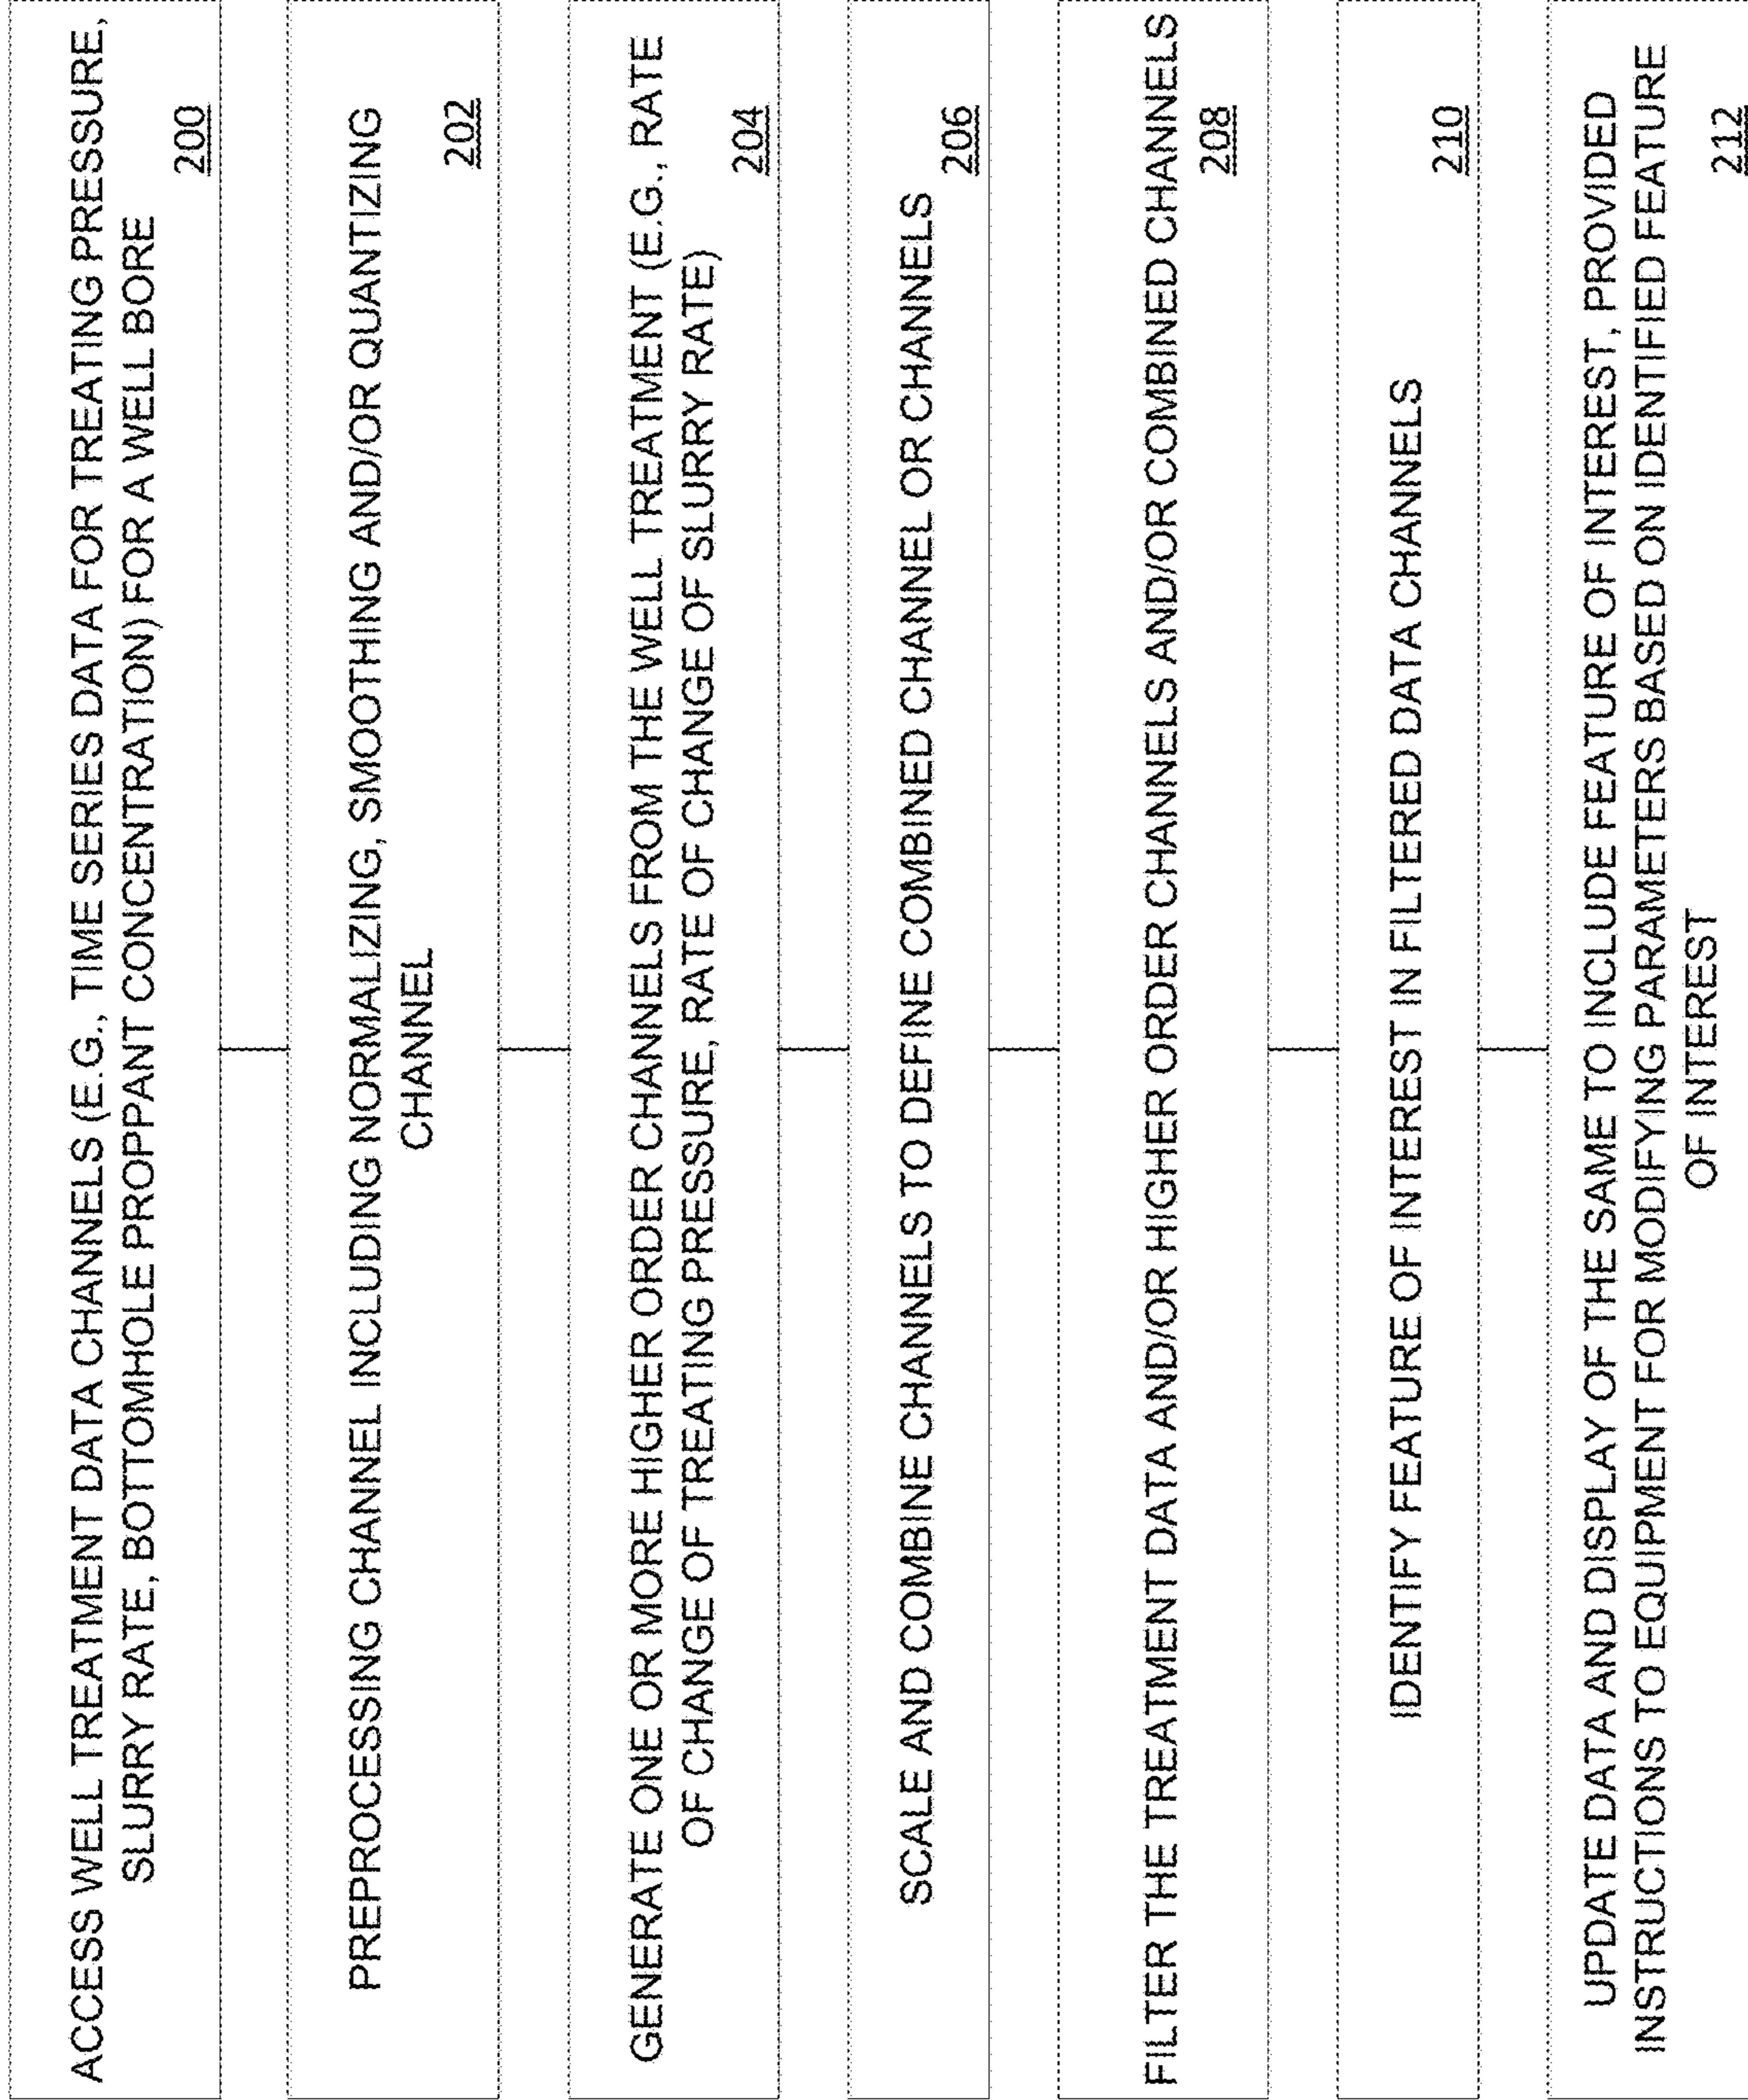 ACCESS WELL TREATMENT DATA CHANNELS (E.G., TIME SERIES DATA FOR TREATING PRESSURE,
SLURRY RATE, BOTTOMHOLE PROPPANT CONCENTRATION) FOR A WELL BORE
200
PREPROCESSING CHANNEL INCLUDING NORMALIZING, SMOOTHING AND/OR QUANTIZING
CHANNEL
202
GENERATE ONE OR MORE HIGHER ORDER CHANNELS FROM THE WELL TREATMENT (E.G., RATE
OF CHANGE OF TREATING PRESSURE, RATE OF CHANGE OF SLURRY RATE)
204
SCALE AND COMBINE CHANNELS TO DEFINE COMBINED CHANNEL OR CHANNELS
206
FILTER THE TREATMENT DATA AND/OR HIGHER ORDER CHANNELS AND/OR COMBINED CHANNELS
208
IDENTIFY FEATURE OF INTEREST IN FILTERED DATA CHANNELS
210
UPDATE DATA AND DISPLAY OF THE SAME TO INCLUDE FEATURE OF INTEREST, PROVIDED
INSTRUCTIONS TO EQUIPMENT FOR MODIFYING PARAMETERS BASED ON IDENTIFIED FEATURE
OF INTEREST
212